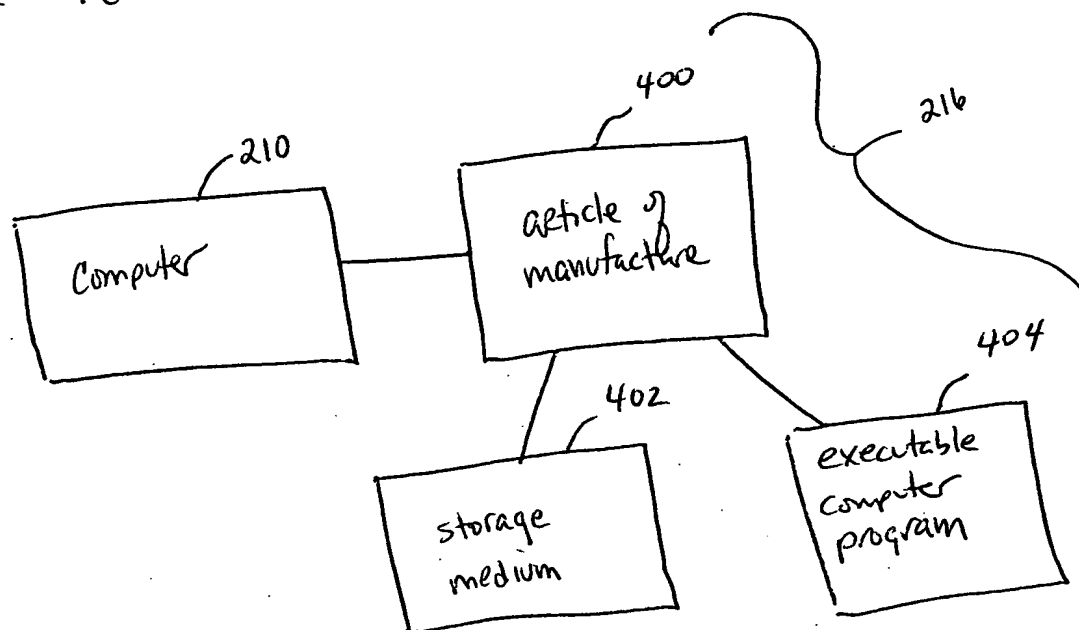 400
216
210
article of
manufacture
Computer
404
402
executable
computer
program
storage
medium